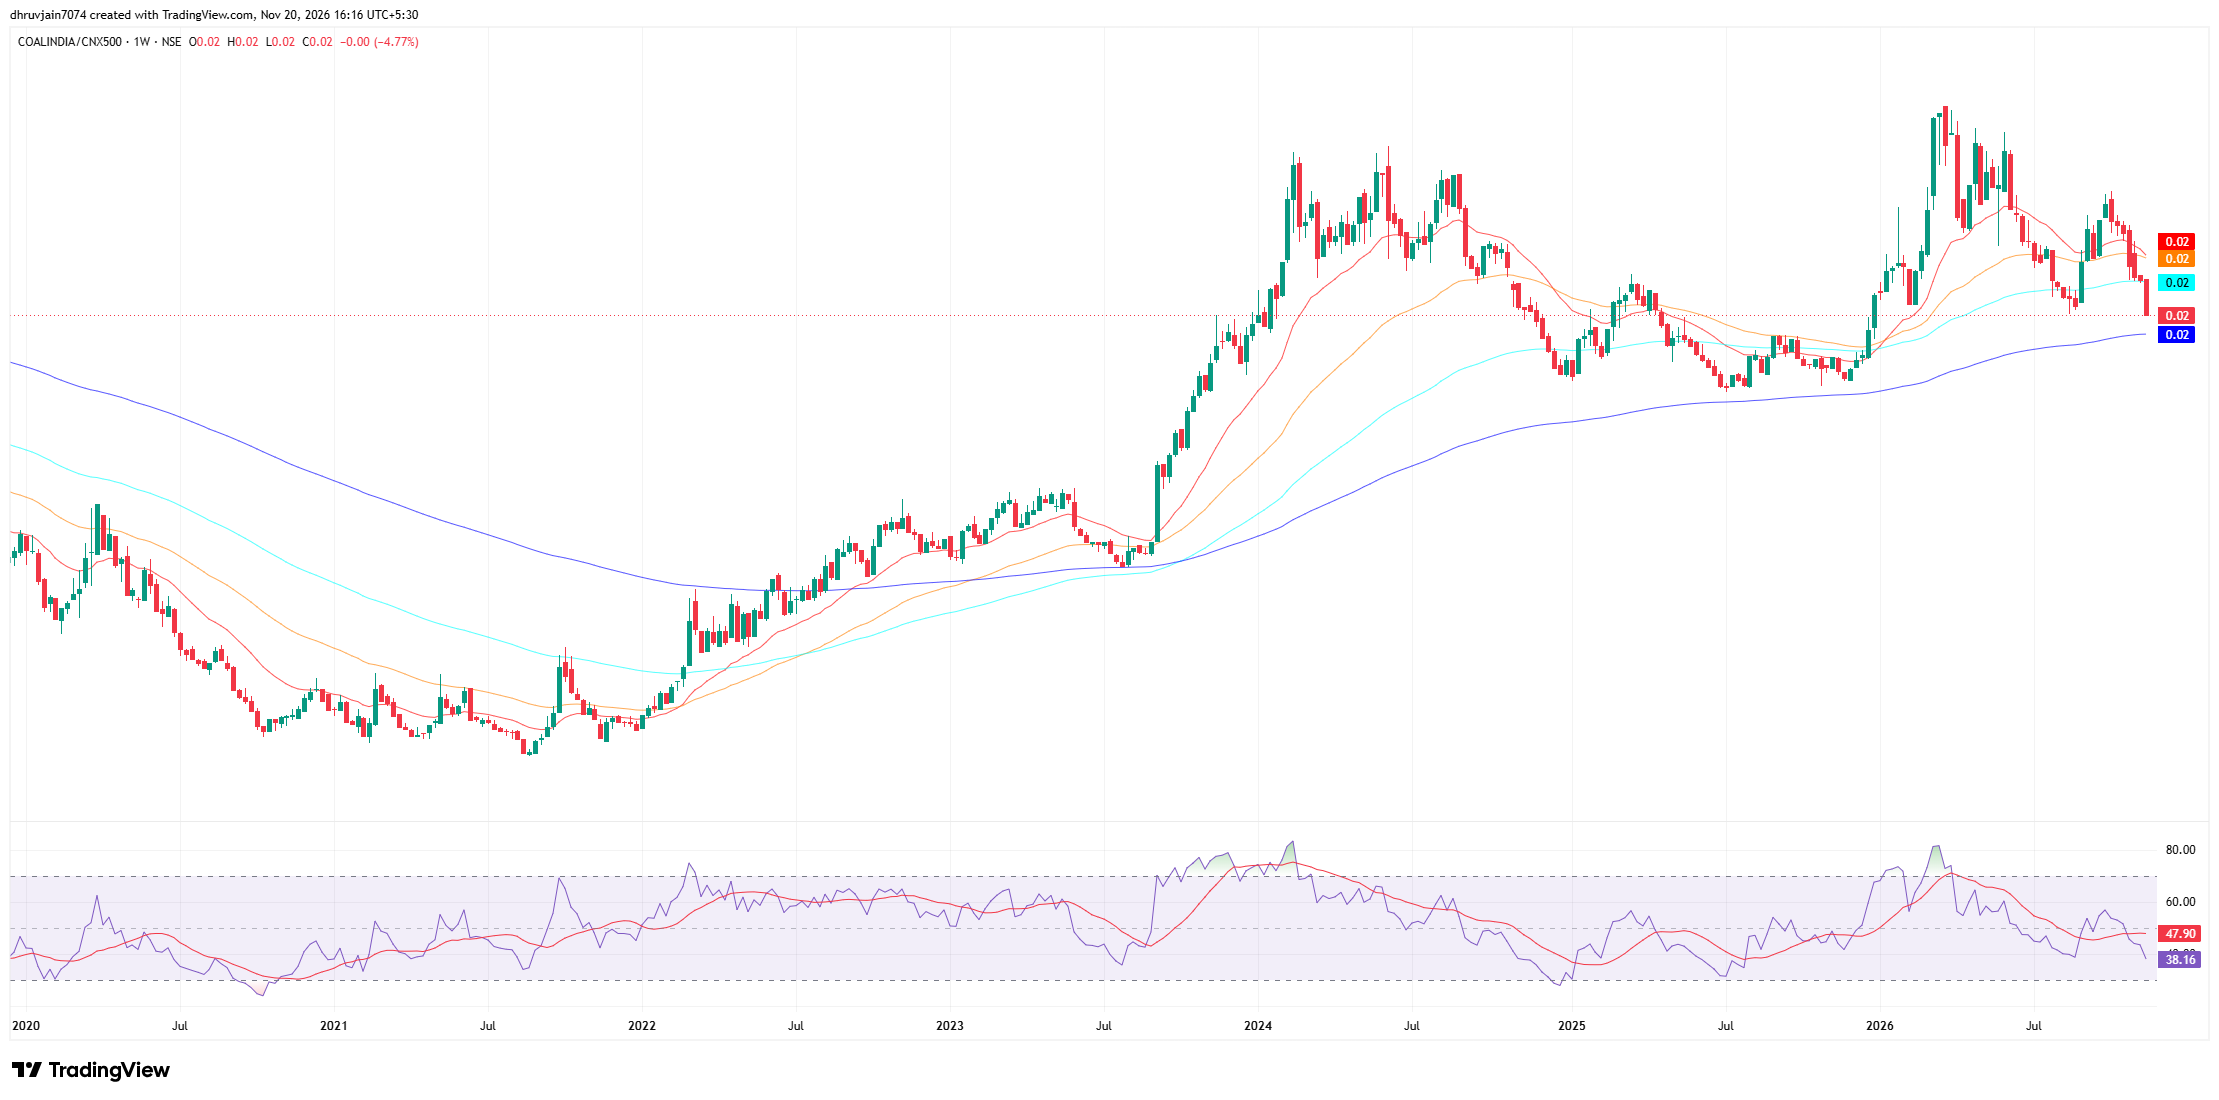 dhruvjain7074 created with TradingView.com, Nov 20, 2026 16:16 UTC+5:30
COALINDIA/CNX500 · 1W · NSE O0.02 H0.02 L0.02 C0.02 −0.00 (−4.77%)
0.02
0.02
0.02
0.02
0.02
80.00
60.00
47.90
38.16
2020 Jul 2021 Jul 2022 Jul 2023 Jul 2024 Jul 2025 Jul 2026 Jul
TradingView